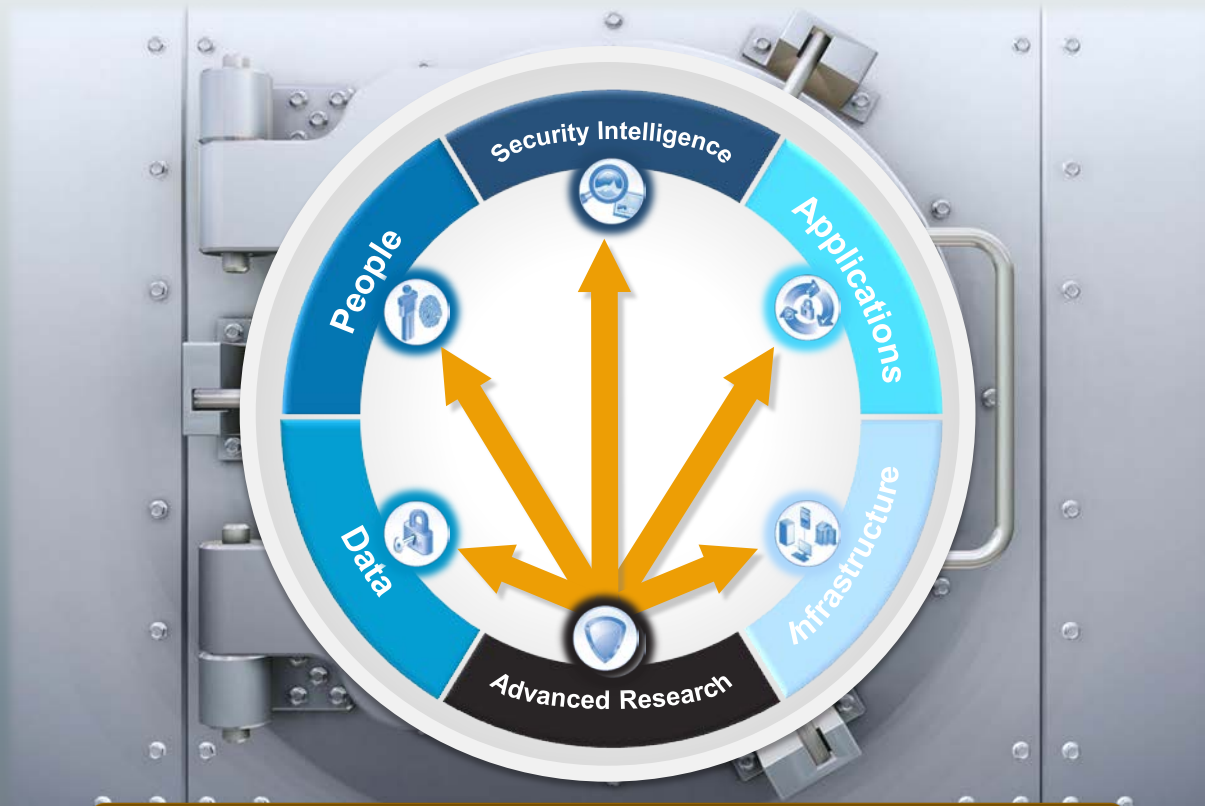 Security Intelligence
People
Applications
Data
Infrastructure
Advanced Research